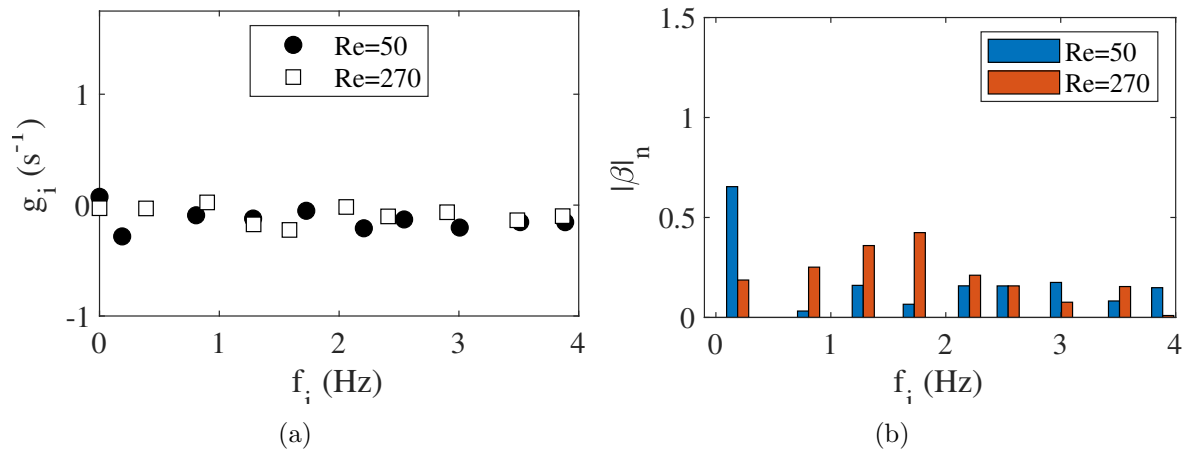 Re=50
Re=270
1
0
-1
g_i (s^-1)
0 1 2 3 4
f_i (Hz)
(a)
Re=50
Re=270
1.5
1
0.5
0
|β|_n
0 1 2 3 4
f_i (Hz)
(b)